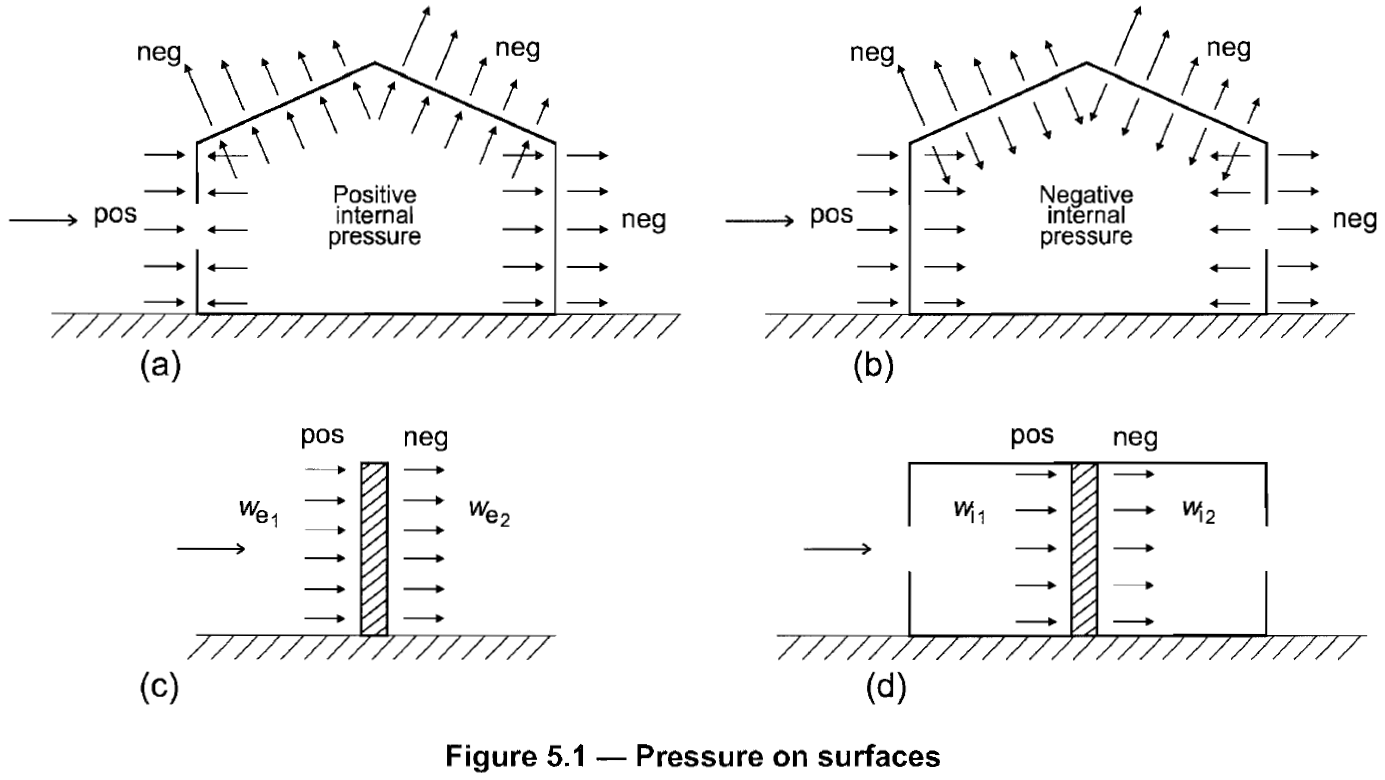 neg neg
pos
Positive
internal
pressure
neg
(a)
neg neg
pos
Negative
internal
pressure
neg
(b)
pos neg
we1 we2
(c)
pos neg
wi1 wi2
(d)
Figure 5.1 — Pressure on surfaces